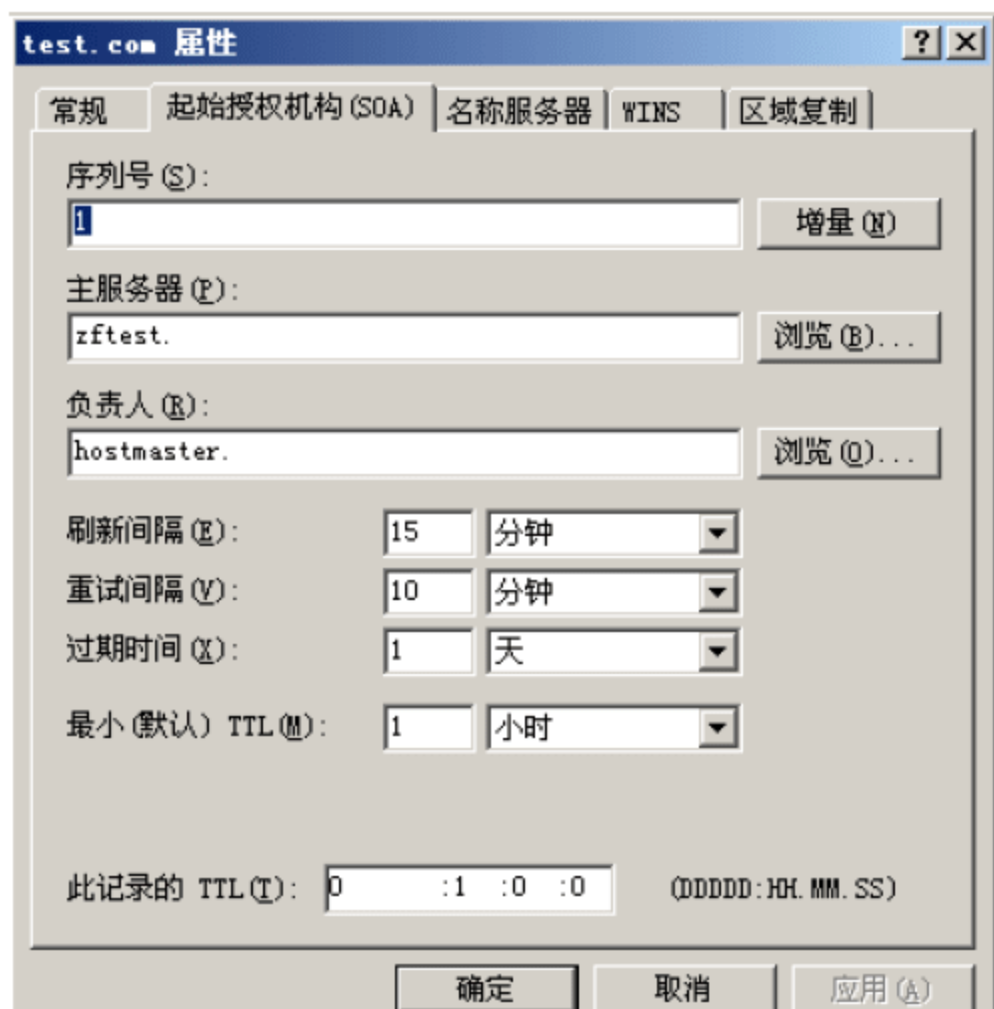 test.com 属性
常规 起始授权机构(SOA) 名称服务器 WINS 区域复制
序列号(S):
1 增量(N)
主服务器(P):
zftest. 浏览(B)...
负责人(R):
hostmaster. 浏览(O)...
刷新间隔(E): 15 分钟
重试间隔(V): 10 分钟
过期时间(X): 1 天
最小(默认) TTL(M): 1 小时
此记录的 TTL(T): 0 :1 :0 :0 (DDDDD:HH.MM.SS)
确定 取消 应用(A)